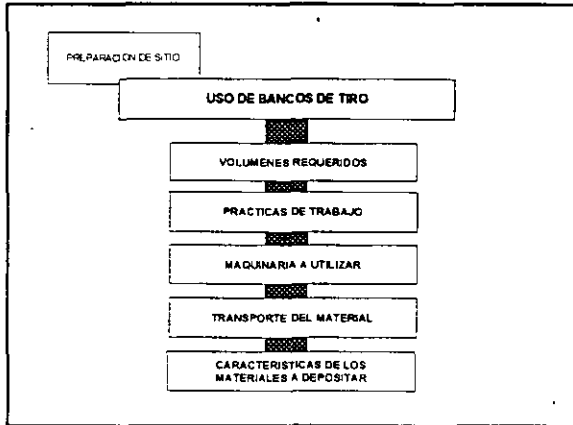 PREPARACION DE SITIO
USO DE BANCOS DE TIRO
VOLUMENES REQUERIDOS
PRACTICAS DE TRABAJO
MAQUINARIA A UTILIZAR
TRANSPORTE DEL MATERIAL
CARACTERISTICAS DE LOS
MATERIALES A DEPOSITAR